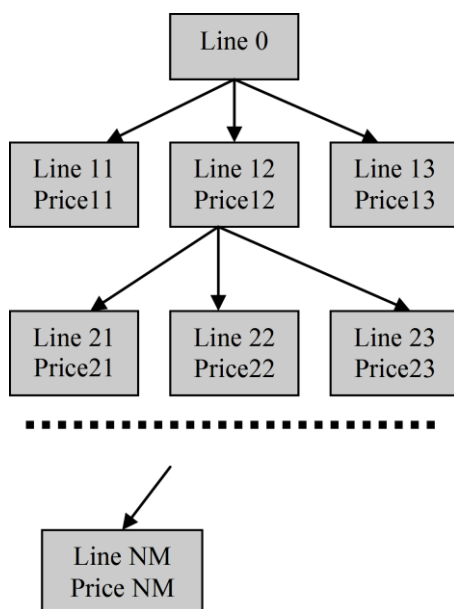 Line 0
Line 11
Price11
Line 12
Price12
Line 13
Price13
Line 21
Price21
Line 22
Price22
Line 23
Price23
Line NM
Price NM